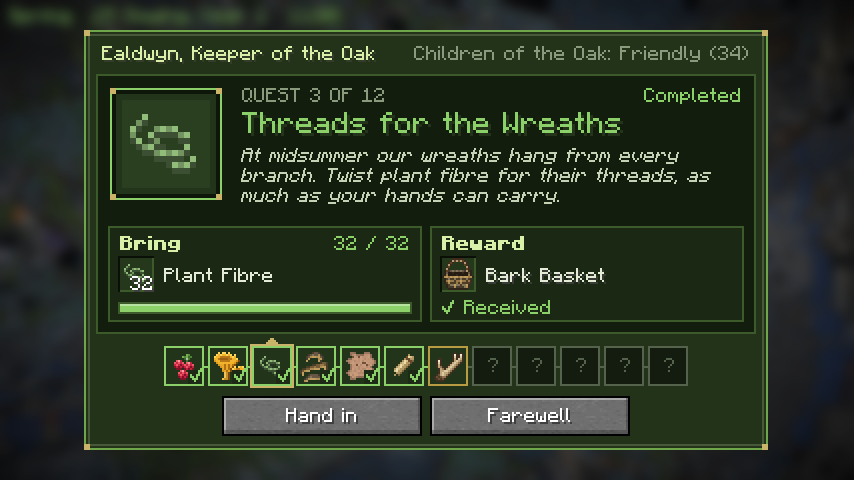 Ealdwyn, Keeper of the Oak
Children of the Oak: Friendly (34)
QUEST 3 OF 12
Completed
Threads for the Wreaths
At midsummer our wreaths hang from every
branch. Twist plant fibre for their threads, as
much as your hands can carry.
Bring
32 / 32
32
Plant Fibre
Reward
Bark Basket
✓ Received
?
?
?
?
?
Hand in
Farewell